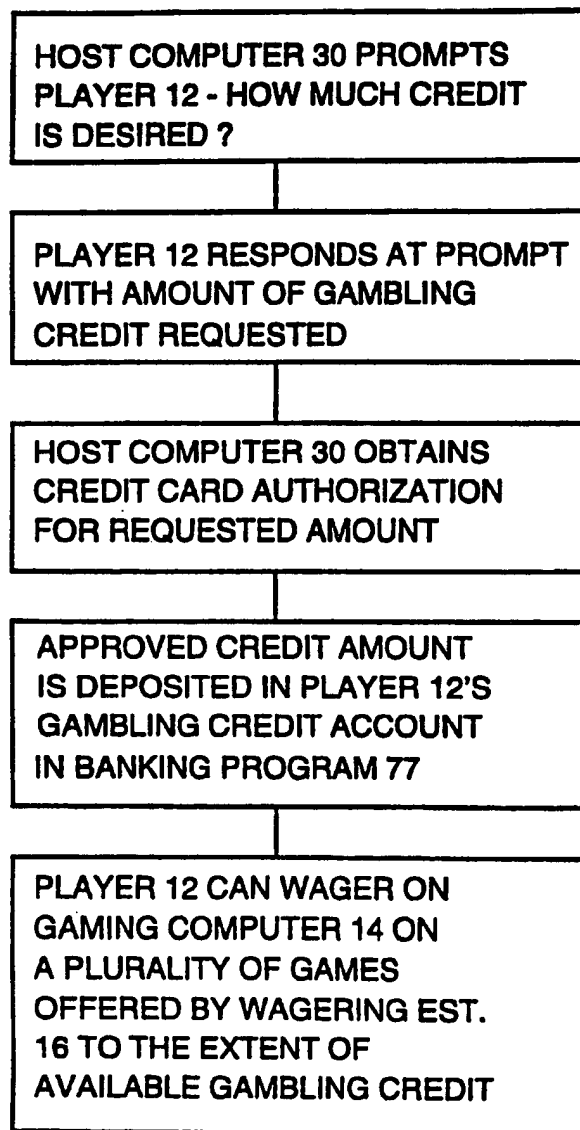 HOST COMPUTER 30 PROMPTS
PLAYER 12 - HOW MUCH CREDIT
IS DESIRED ?
PLAYER 12 RESPONDS AT PROMPT
WITH AMOUNT OF GAMBLING
CREDIT REQUESTED
HOST COMPUTER 30 OBTAINS
CREDIT CARD AUTHORIZATION
FOR REQUESTED AMOUNT
APPROVED CREDIT AMOUNT
IS DEPOSITED IN PLAYER 12'S
GAMBLING CREDIT ACCOUNT
IN BANKING PROGRAM 77
PLAYER 12 CAN WAGER ON
GAMING COMPUTER 14 ON
A PLURALITY OF GAMES
OFFERED BY WAGERING EST.
16 TO THE EXTENT OF
AVAILABLE GAMBLING CREDIT